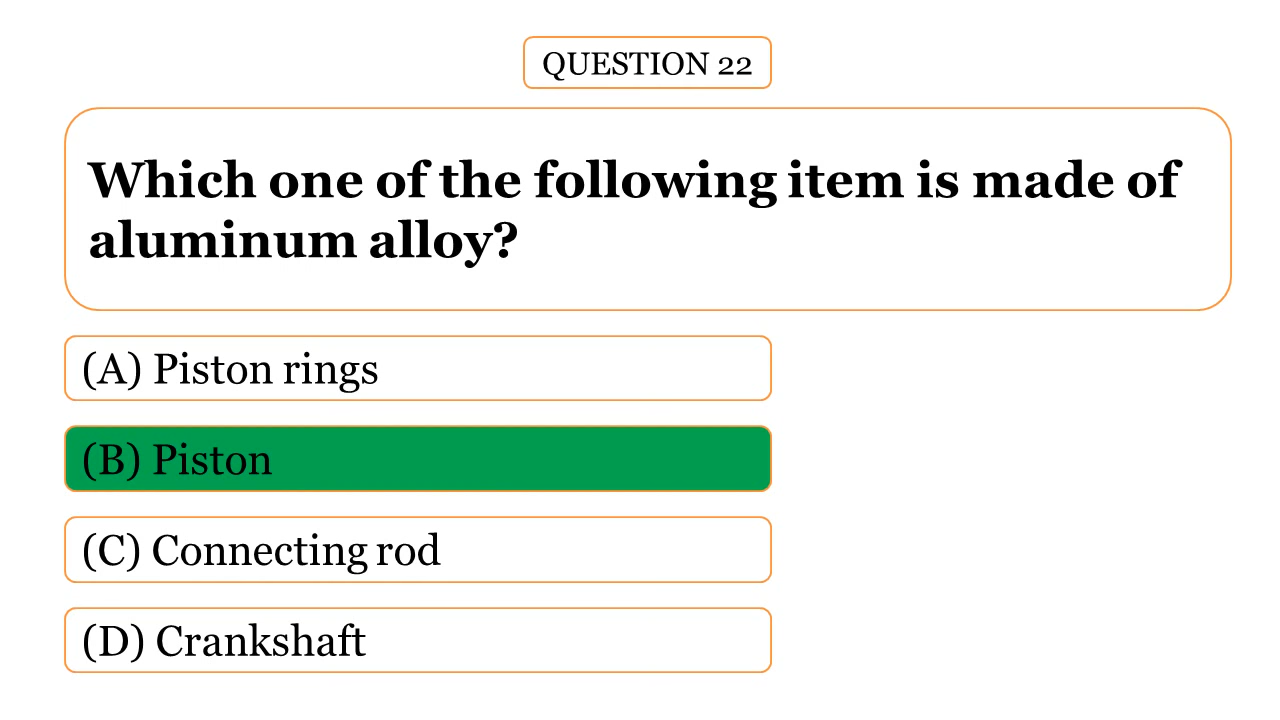 QUESTION 22
Which one of the following item is made of
aluminum alloy?
(A) Piston rings
(B) Piston
(C) Connecting rod
(D) Crankshaft